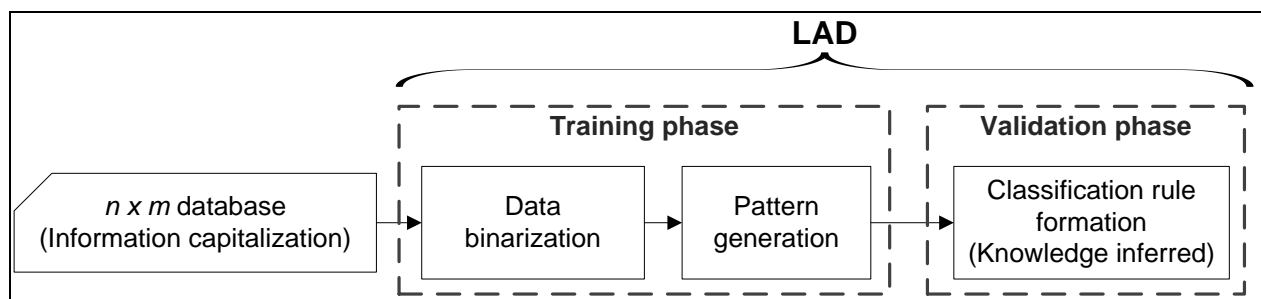 LAD
Training phase
Validation phase
n x m database
(Information capitalization)
Data
binarization
Pattern
generation
Classification rule
formation
(Knowledge inferred)